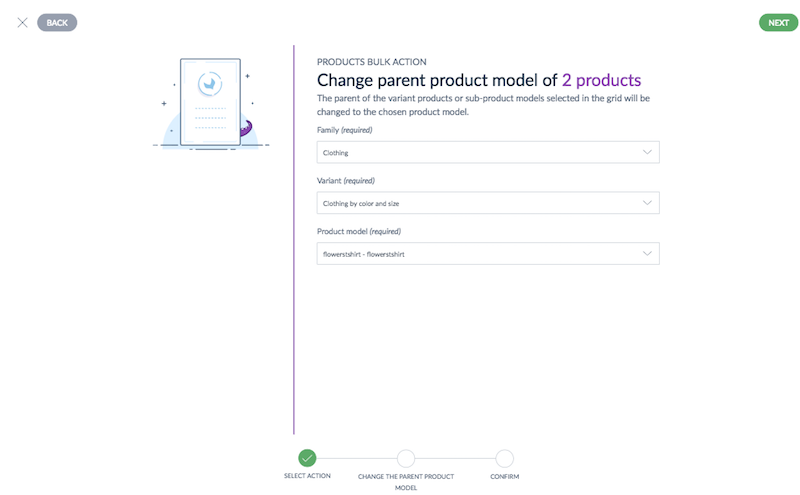 BACK
NEXT
PRODUCTS BULK ACTION
Change parent product model of 2 products
The parent of the variant products or sub-product models selected in the grid will be
changed to the chosen product model.
Family (required)
Clothing
Variant (required)
Clothing by color and size
Product model (required)
flowerstshirt - flowerstshirt
SELECT ACTION
CHANGE THE PARENT PRODUCT
MODEL
CONFIRM